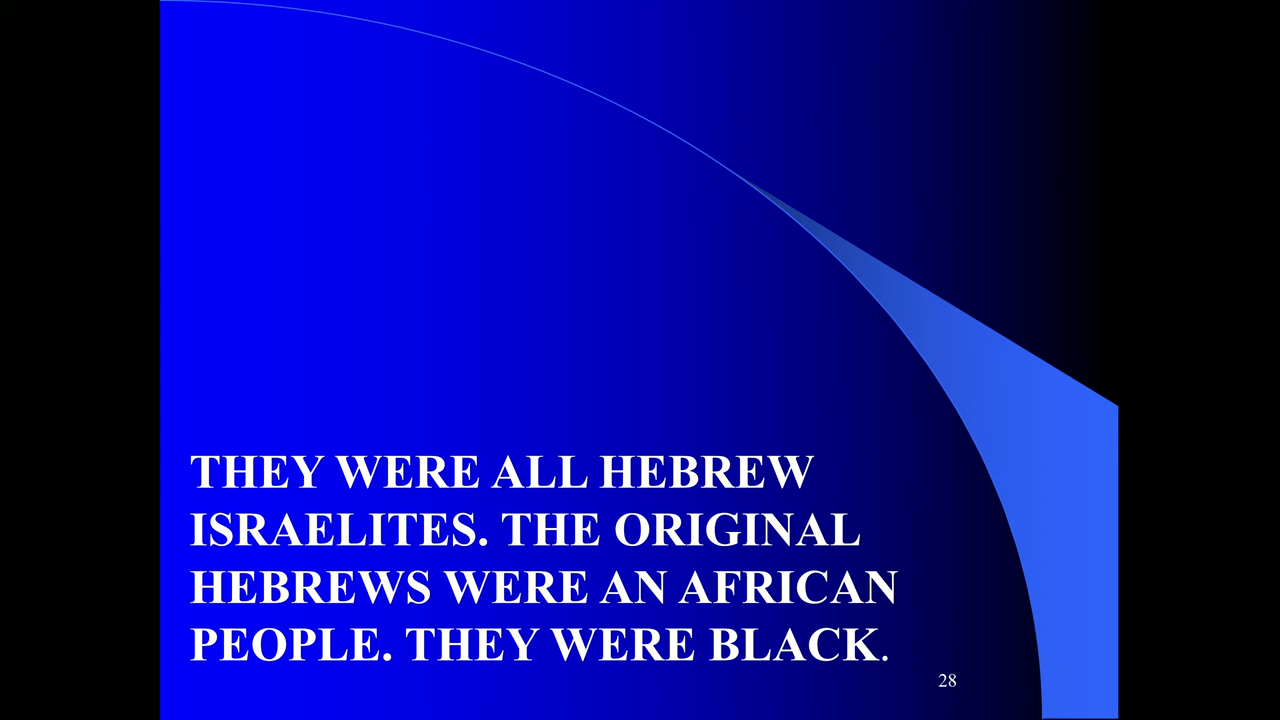 THEY WERE ALL HEBREW
ISRAELITES. THE ORIGINAL
HEBREWS WERE AN AFRICAN
PEOPLE. THEY WERE BLACK.
28